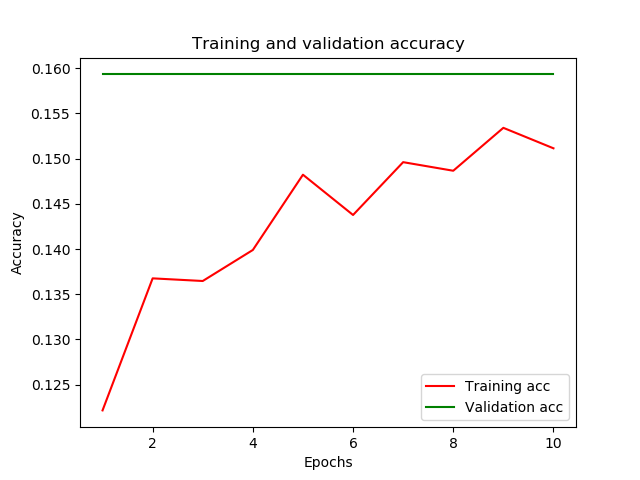 Training and validation accuracy
0.160
0.155
0.150
0.145
0.140
0.135
0.130
0.125
Accuracy
Training acc
Validation acc
2 4 6 8 10
Epochs